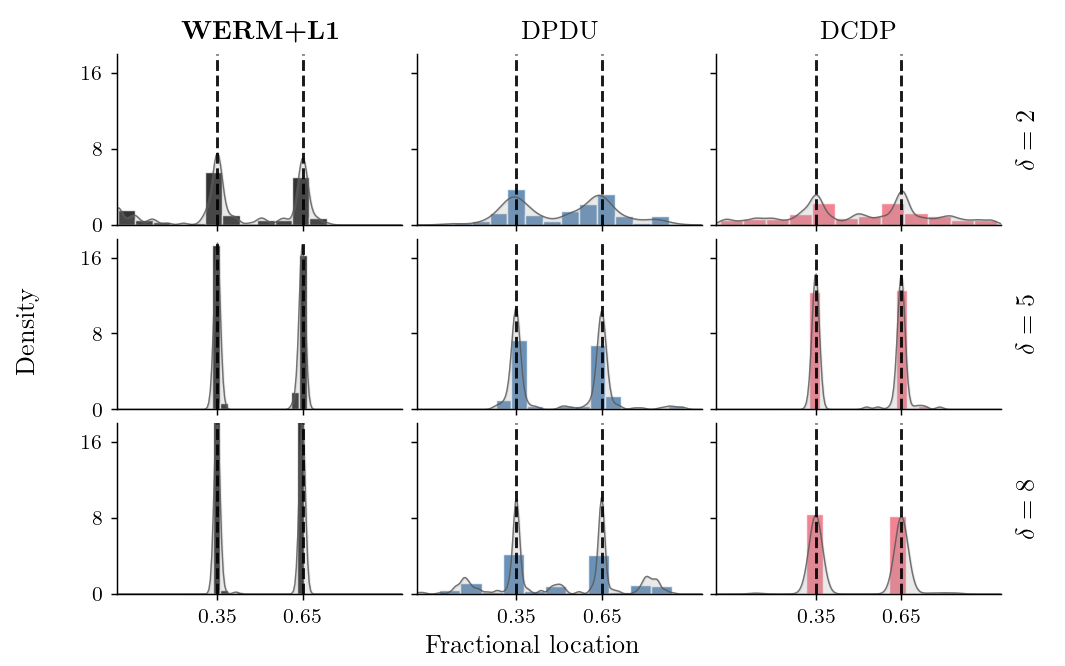 WERM+L1 DPDU DCDP
16
8
0
δ = 2
16
8
0
δ = 5
16
8
0
δ = 8
Density
0.35 0.65 0.35 0.65 0.35 0.65
Fractional location